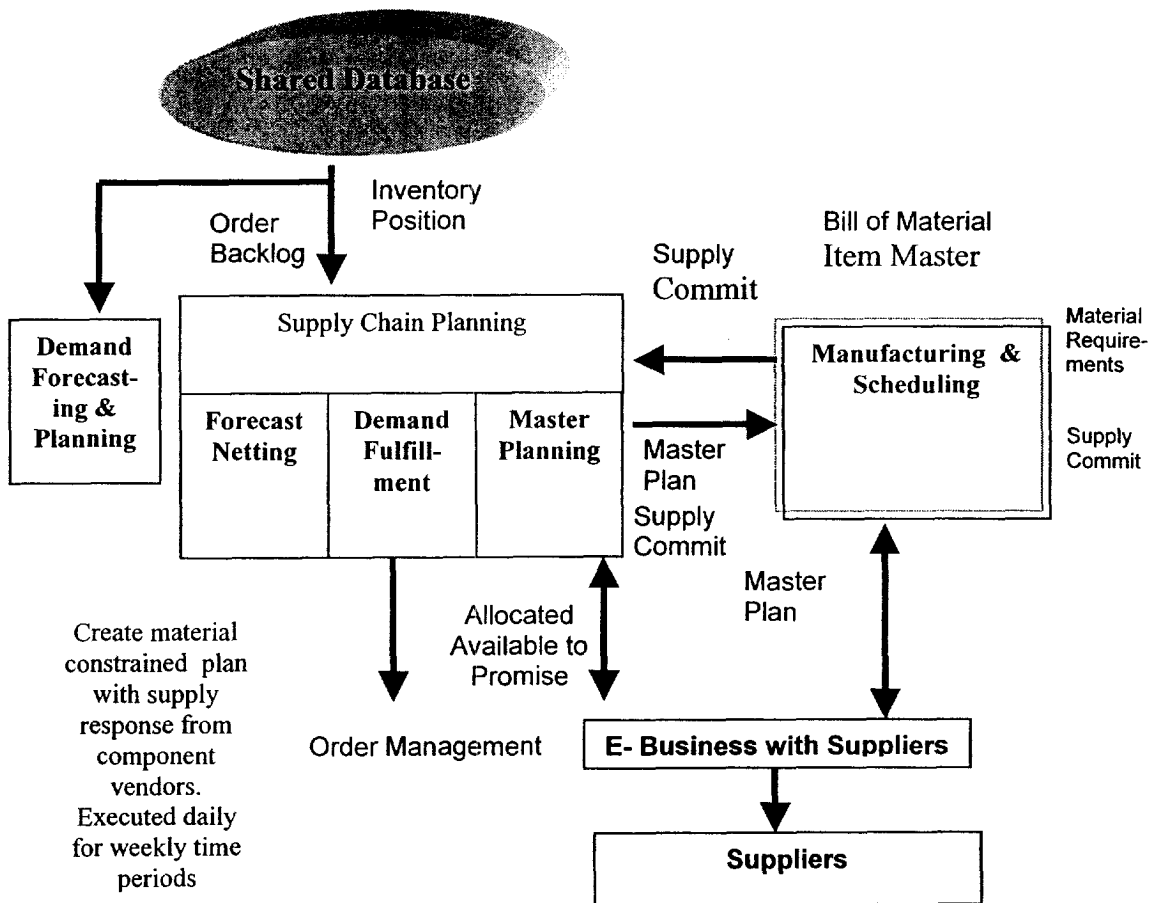 Shared Database
Inventory
Position
Order
Backlog
Bill of Material
Item Master
Supply
Commit
Supply Chain Planning
Demand
Forecast-
ing &
Planning
Forecast
Netting
Demand
Fulfill-
ment
Master
Planning
Manufacturing &
Scheduling
Material
Require-
ments
Supply
Commit
Master
Plan
Supply
Commit
Master
Plan
Allocated
Available to
Promise
Create material
constrained plan
with supply
response from
component
vendors.
Executed daily
for weekly time
periods
Order Management
E- Business with Suppliers
Suppliers